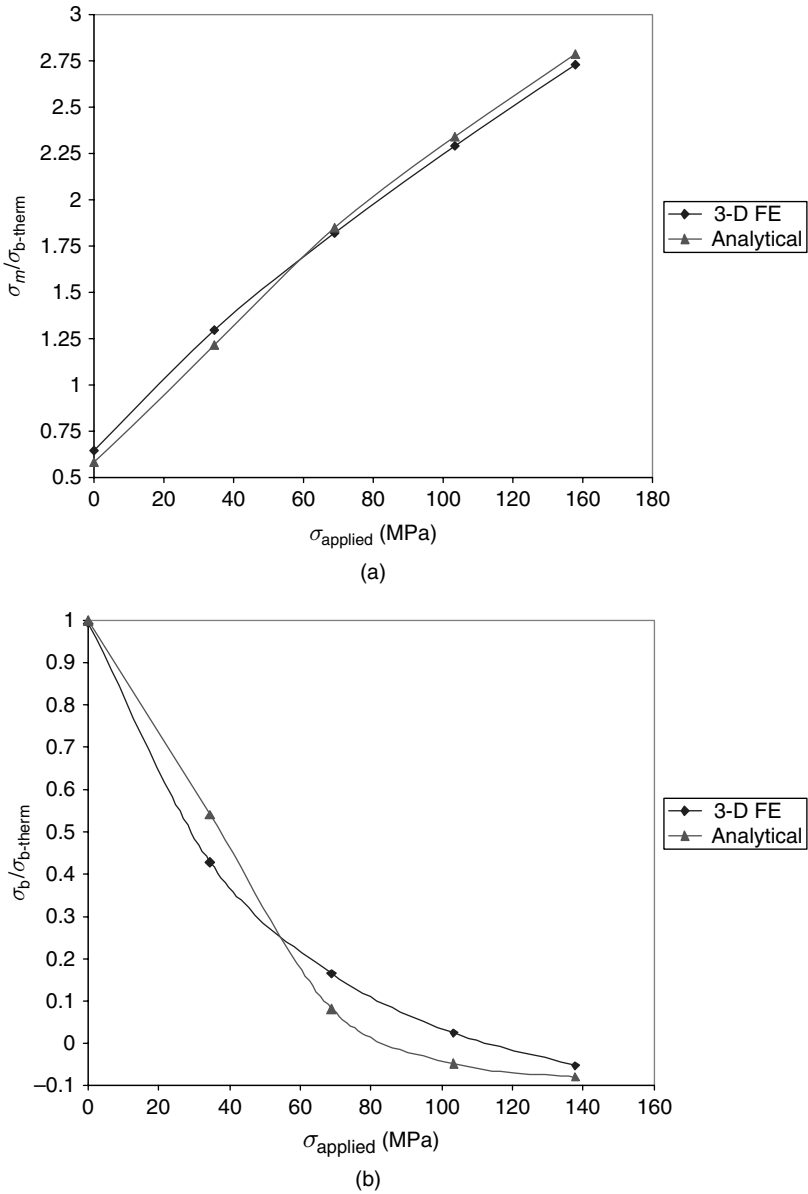 3
2.75
2.5
2.25
2
1.75
1.5
1.25
1
0.75
0.5
σm/σb-therm
0 20 40 60 80 100 120 140 160 180
σapplied (MPa)
3-D FE
Analytical
(a)
1
0.9
0.8
0.7
0.6
0.5
0.4
0.3
0.2
0.1
0
−0.1
σb/σb-therm
0 20 40 60 80 100 120 140 160
σapplied (MPa)
3-D FE
Analytical
(b)